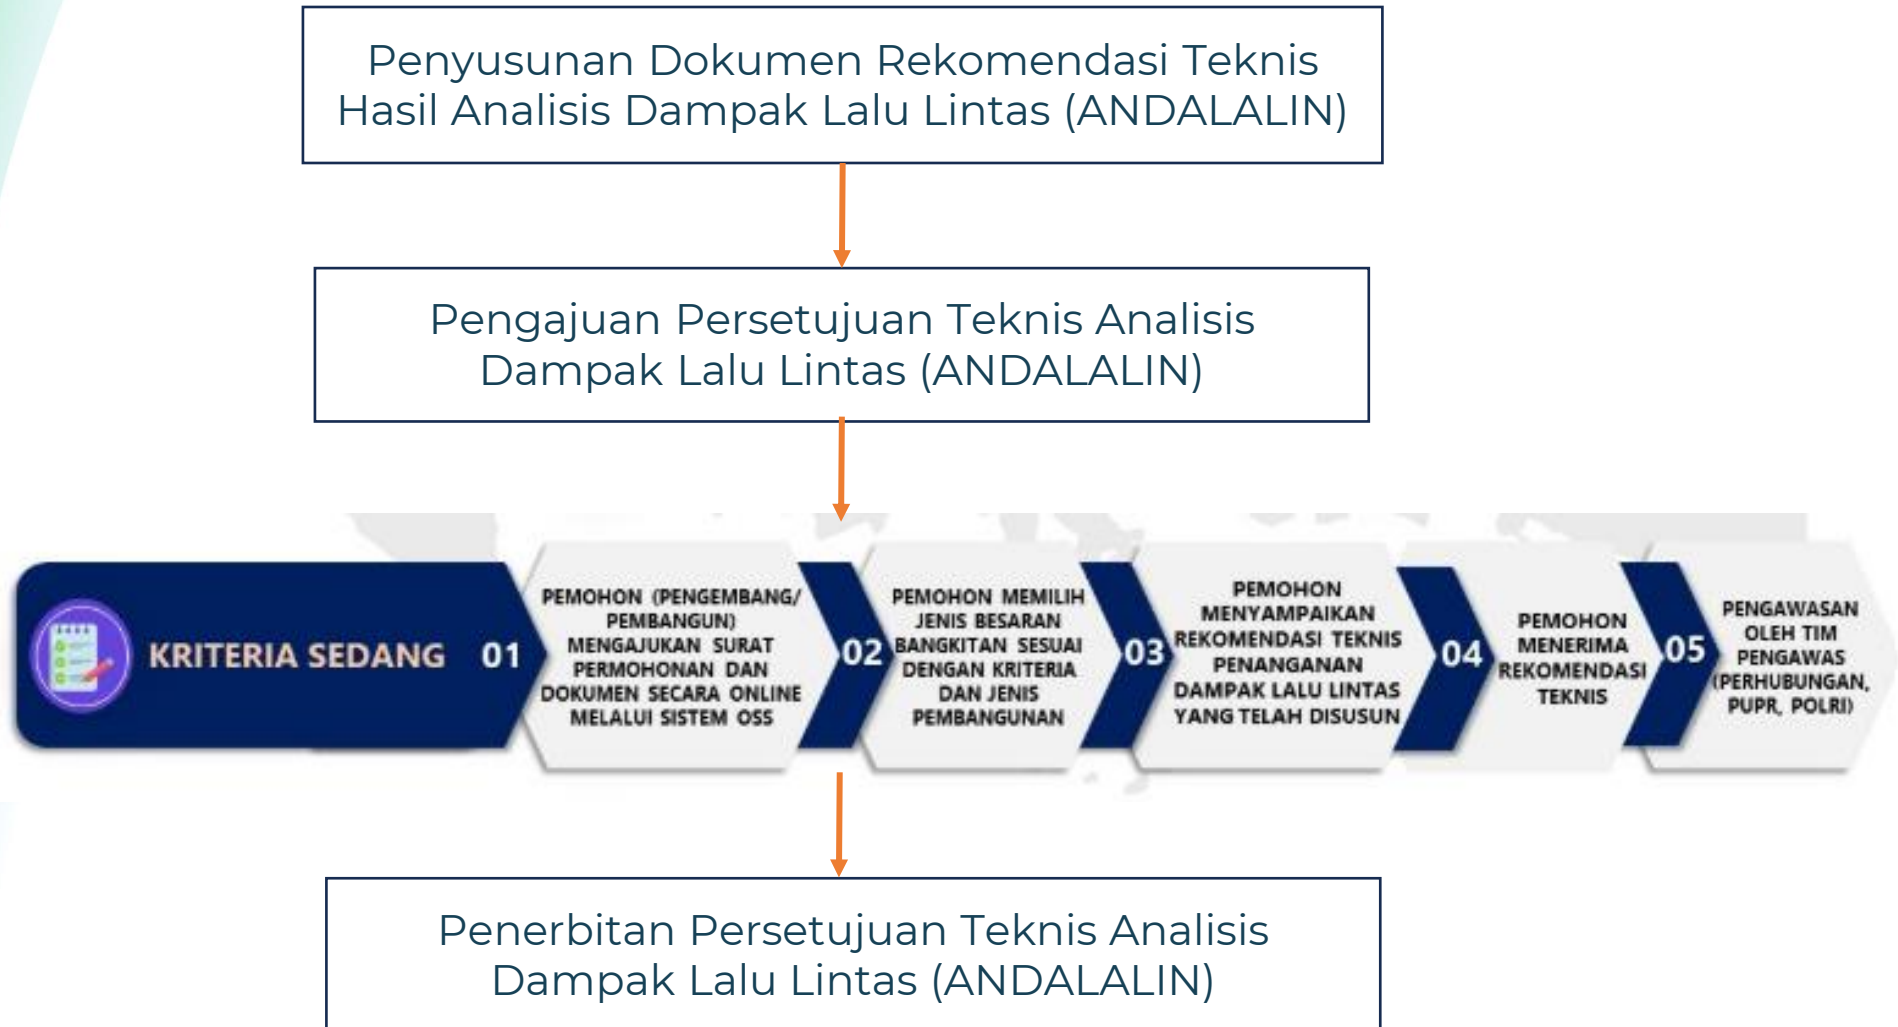 Penyusunan Dokumen Rekomendasi Teknis
Hasil Analisis Dampak Lalu Lintas (ANDALALIN)
Pengajuan Persetujuan Teknis Analisis
Dampak Lalu Lintas (ANDALALIN)
KRITERIA SEDANG
01
PEMOHON (PENGEMBANG/
PEMBANGUN)
MENGAJUKAN SURAT
PERMOHONAN DAN
DOKUMEN SECARA ONLINE
MELALUI SISTEM OSS
02
PEMOHON MEMILIH
JENIS BESARAN
BANGKITAN SESUAI
DENGAN KRITERIA
DAN JENIS
PEMBANGUNAN
03
PEMOHON
MENYAMPAIKAN
REKOMENDASI TEKNIS
PENANGANAN
DAMPAK LALU LINTAS
YANG TELAH DISUSUN
04
PEMOHON
MENERIMA
REKOMENDASI
TEKNIS
05
PENGAWASAN
OLEH TIM
PENGAWAS
(PERHUBUNGAN,
PUPR, POLRI)
Penerbitan Persetujuan Teknis Analisis
Dampak Lalu Lintas (ANDALALIN)